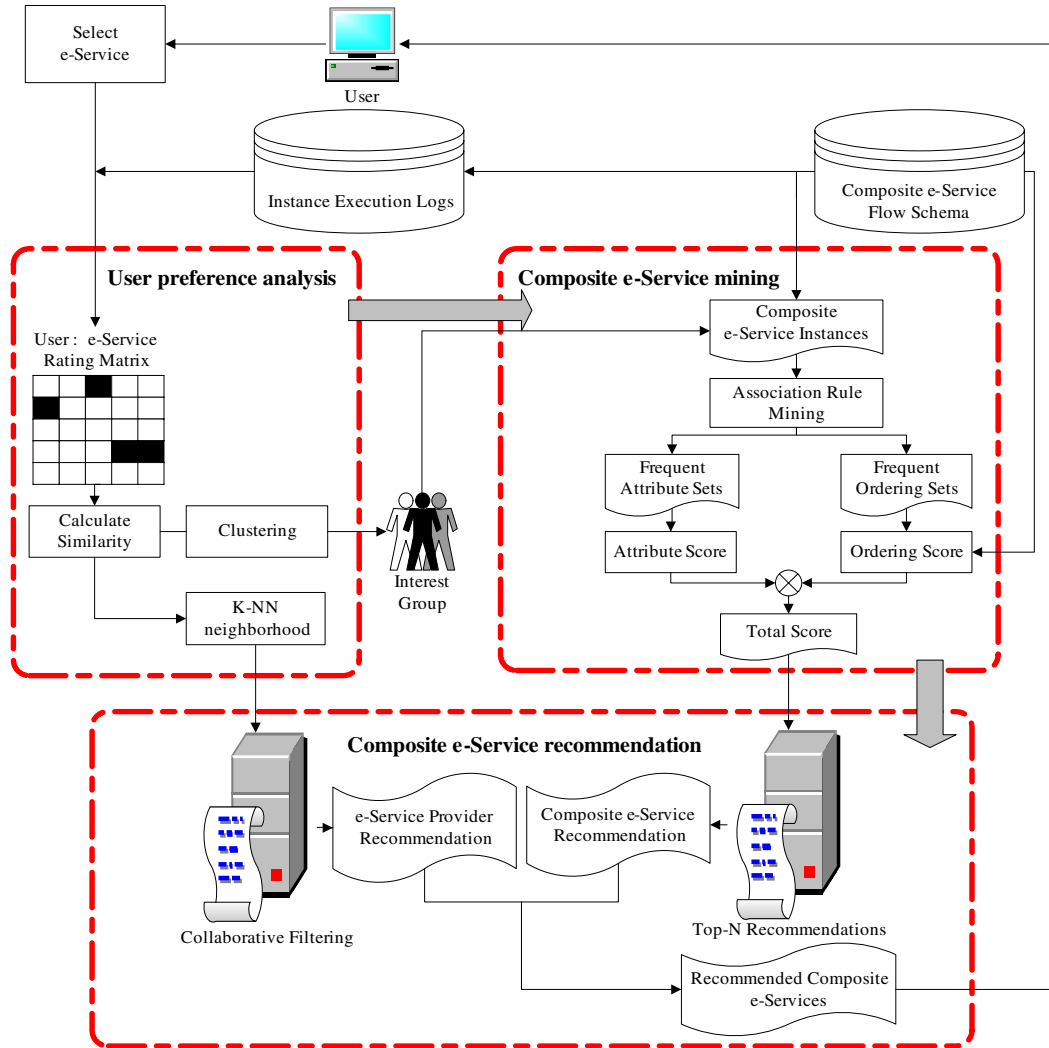 Select
e-Service
User
Instance Execution Logs
Composite e-Service
Flow Schema
User preference analysis
User : e-Service
Rating Matrix
Calculate
Similarity
Clustering
K-NN
neighborhood
Interest
Group
Composite e-Service mining
Composite
e-Service Instances
Association Rule
Mining
Frequent
Attribute Sets
Frequent
Ordering Sets
Attribute Score
Ordering Score
Total Score
Composite e-Service recommendation
e-Service Provider
Recommendation
Composite e-Service
Recommendation
Collaborative Filtering
Top-N Recommendations
Recommended Composite
e-Services